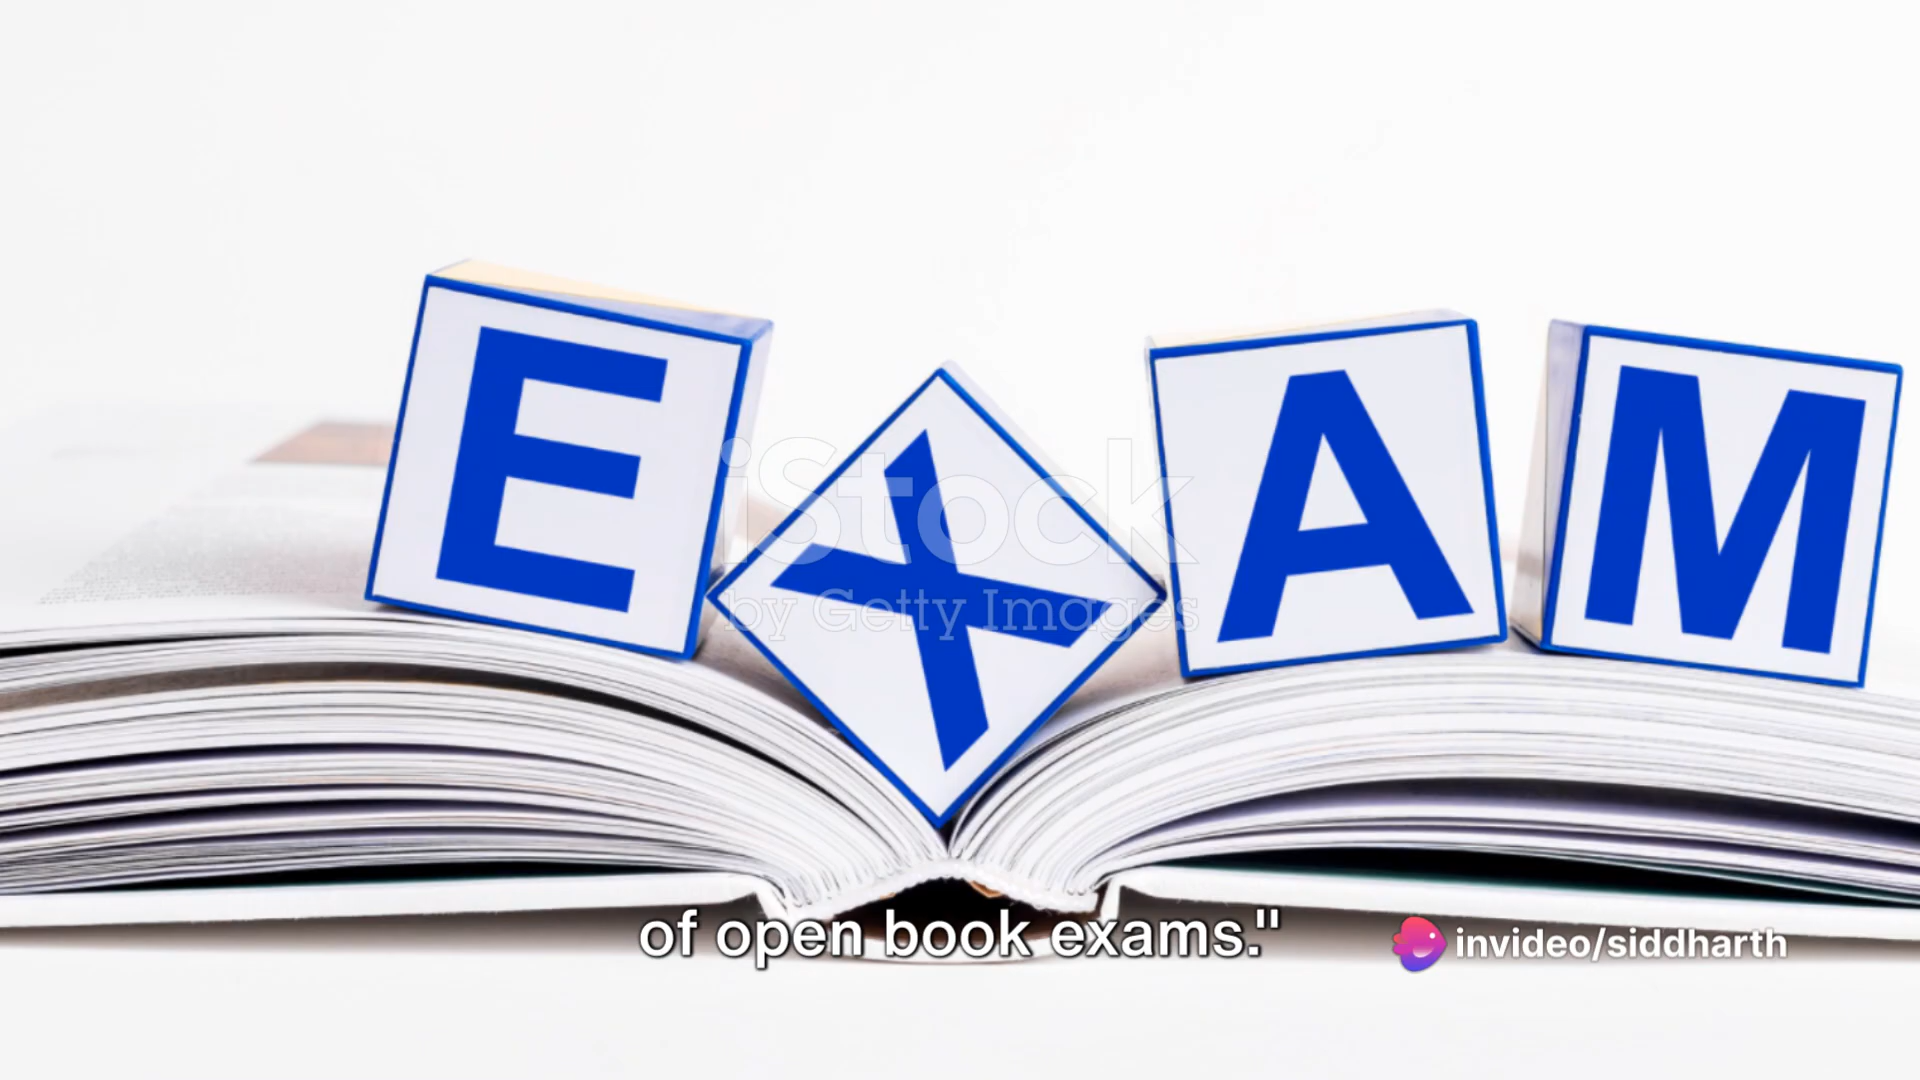 EXAM
iStock
by Getty Images
of open book exams."
invideo/siddharth